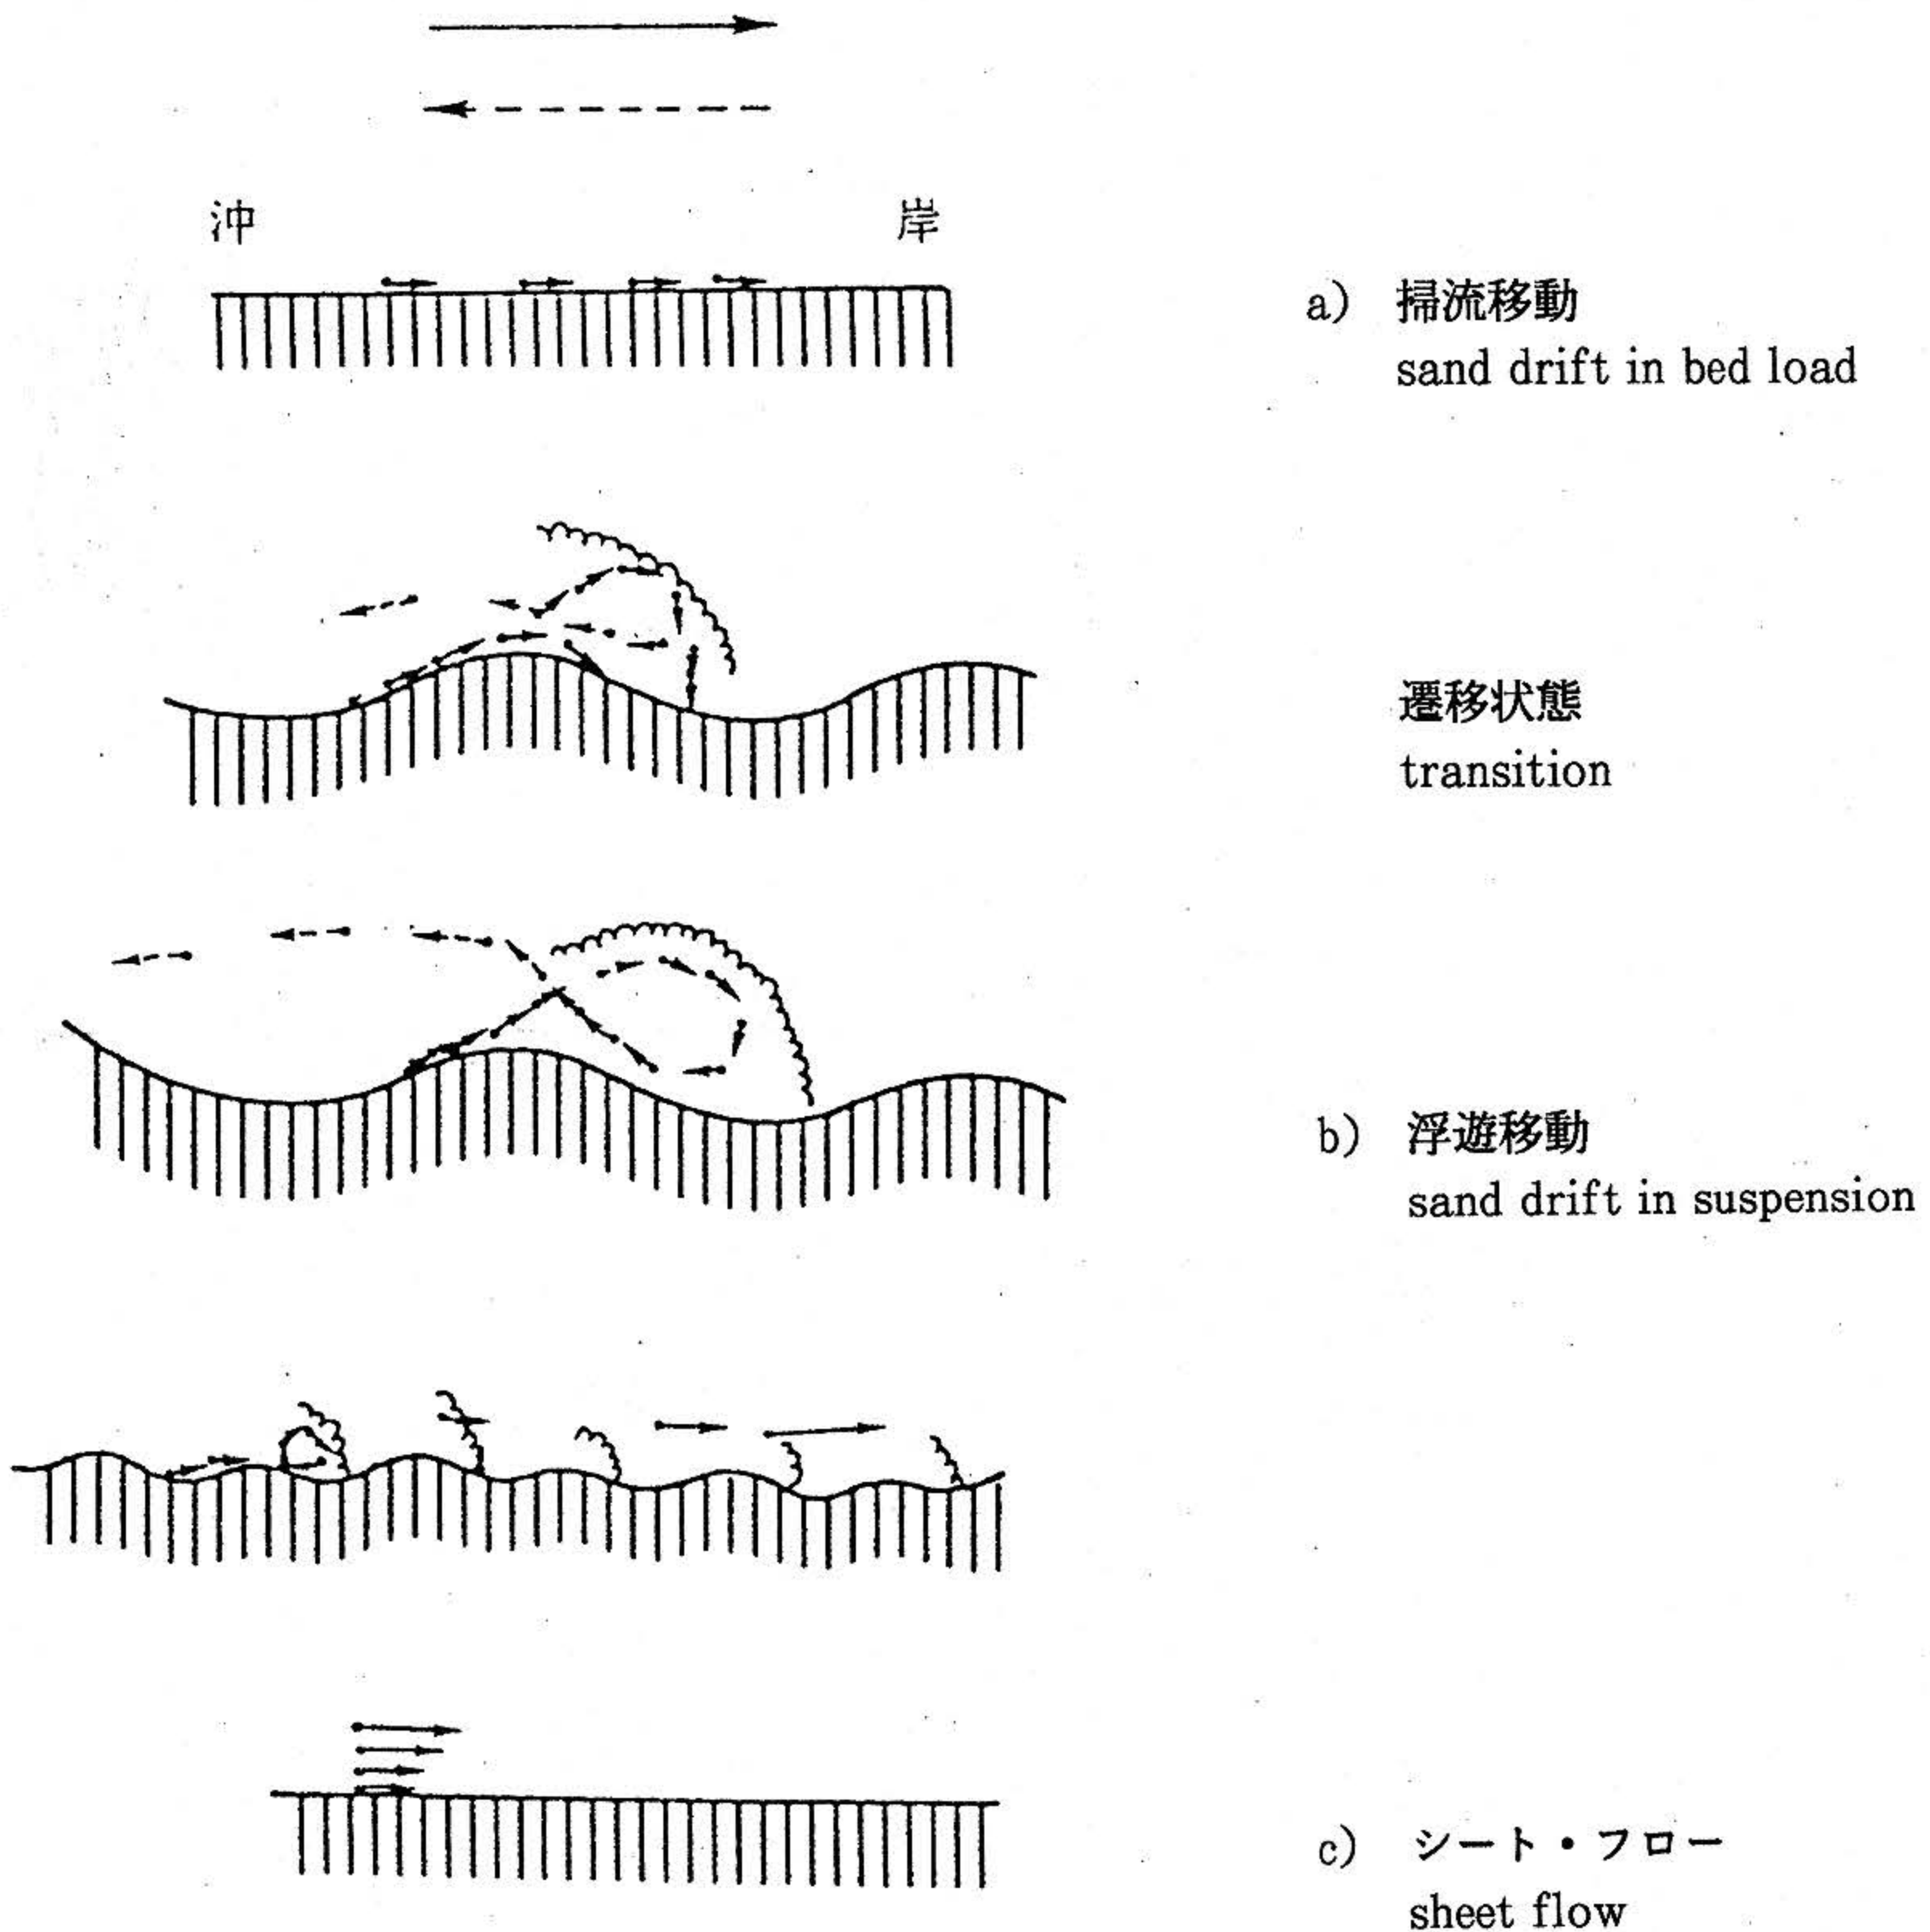 沖 岸
a) 掃流移動
sand drift in bed load
遷移状態
transition
b) 浮遊移動
sand drift in suspension
c) シート・フロー
sheet flow